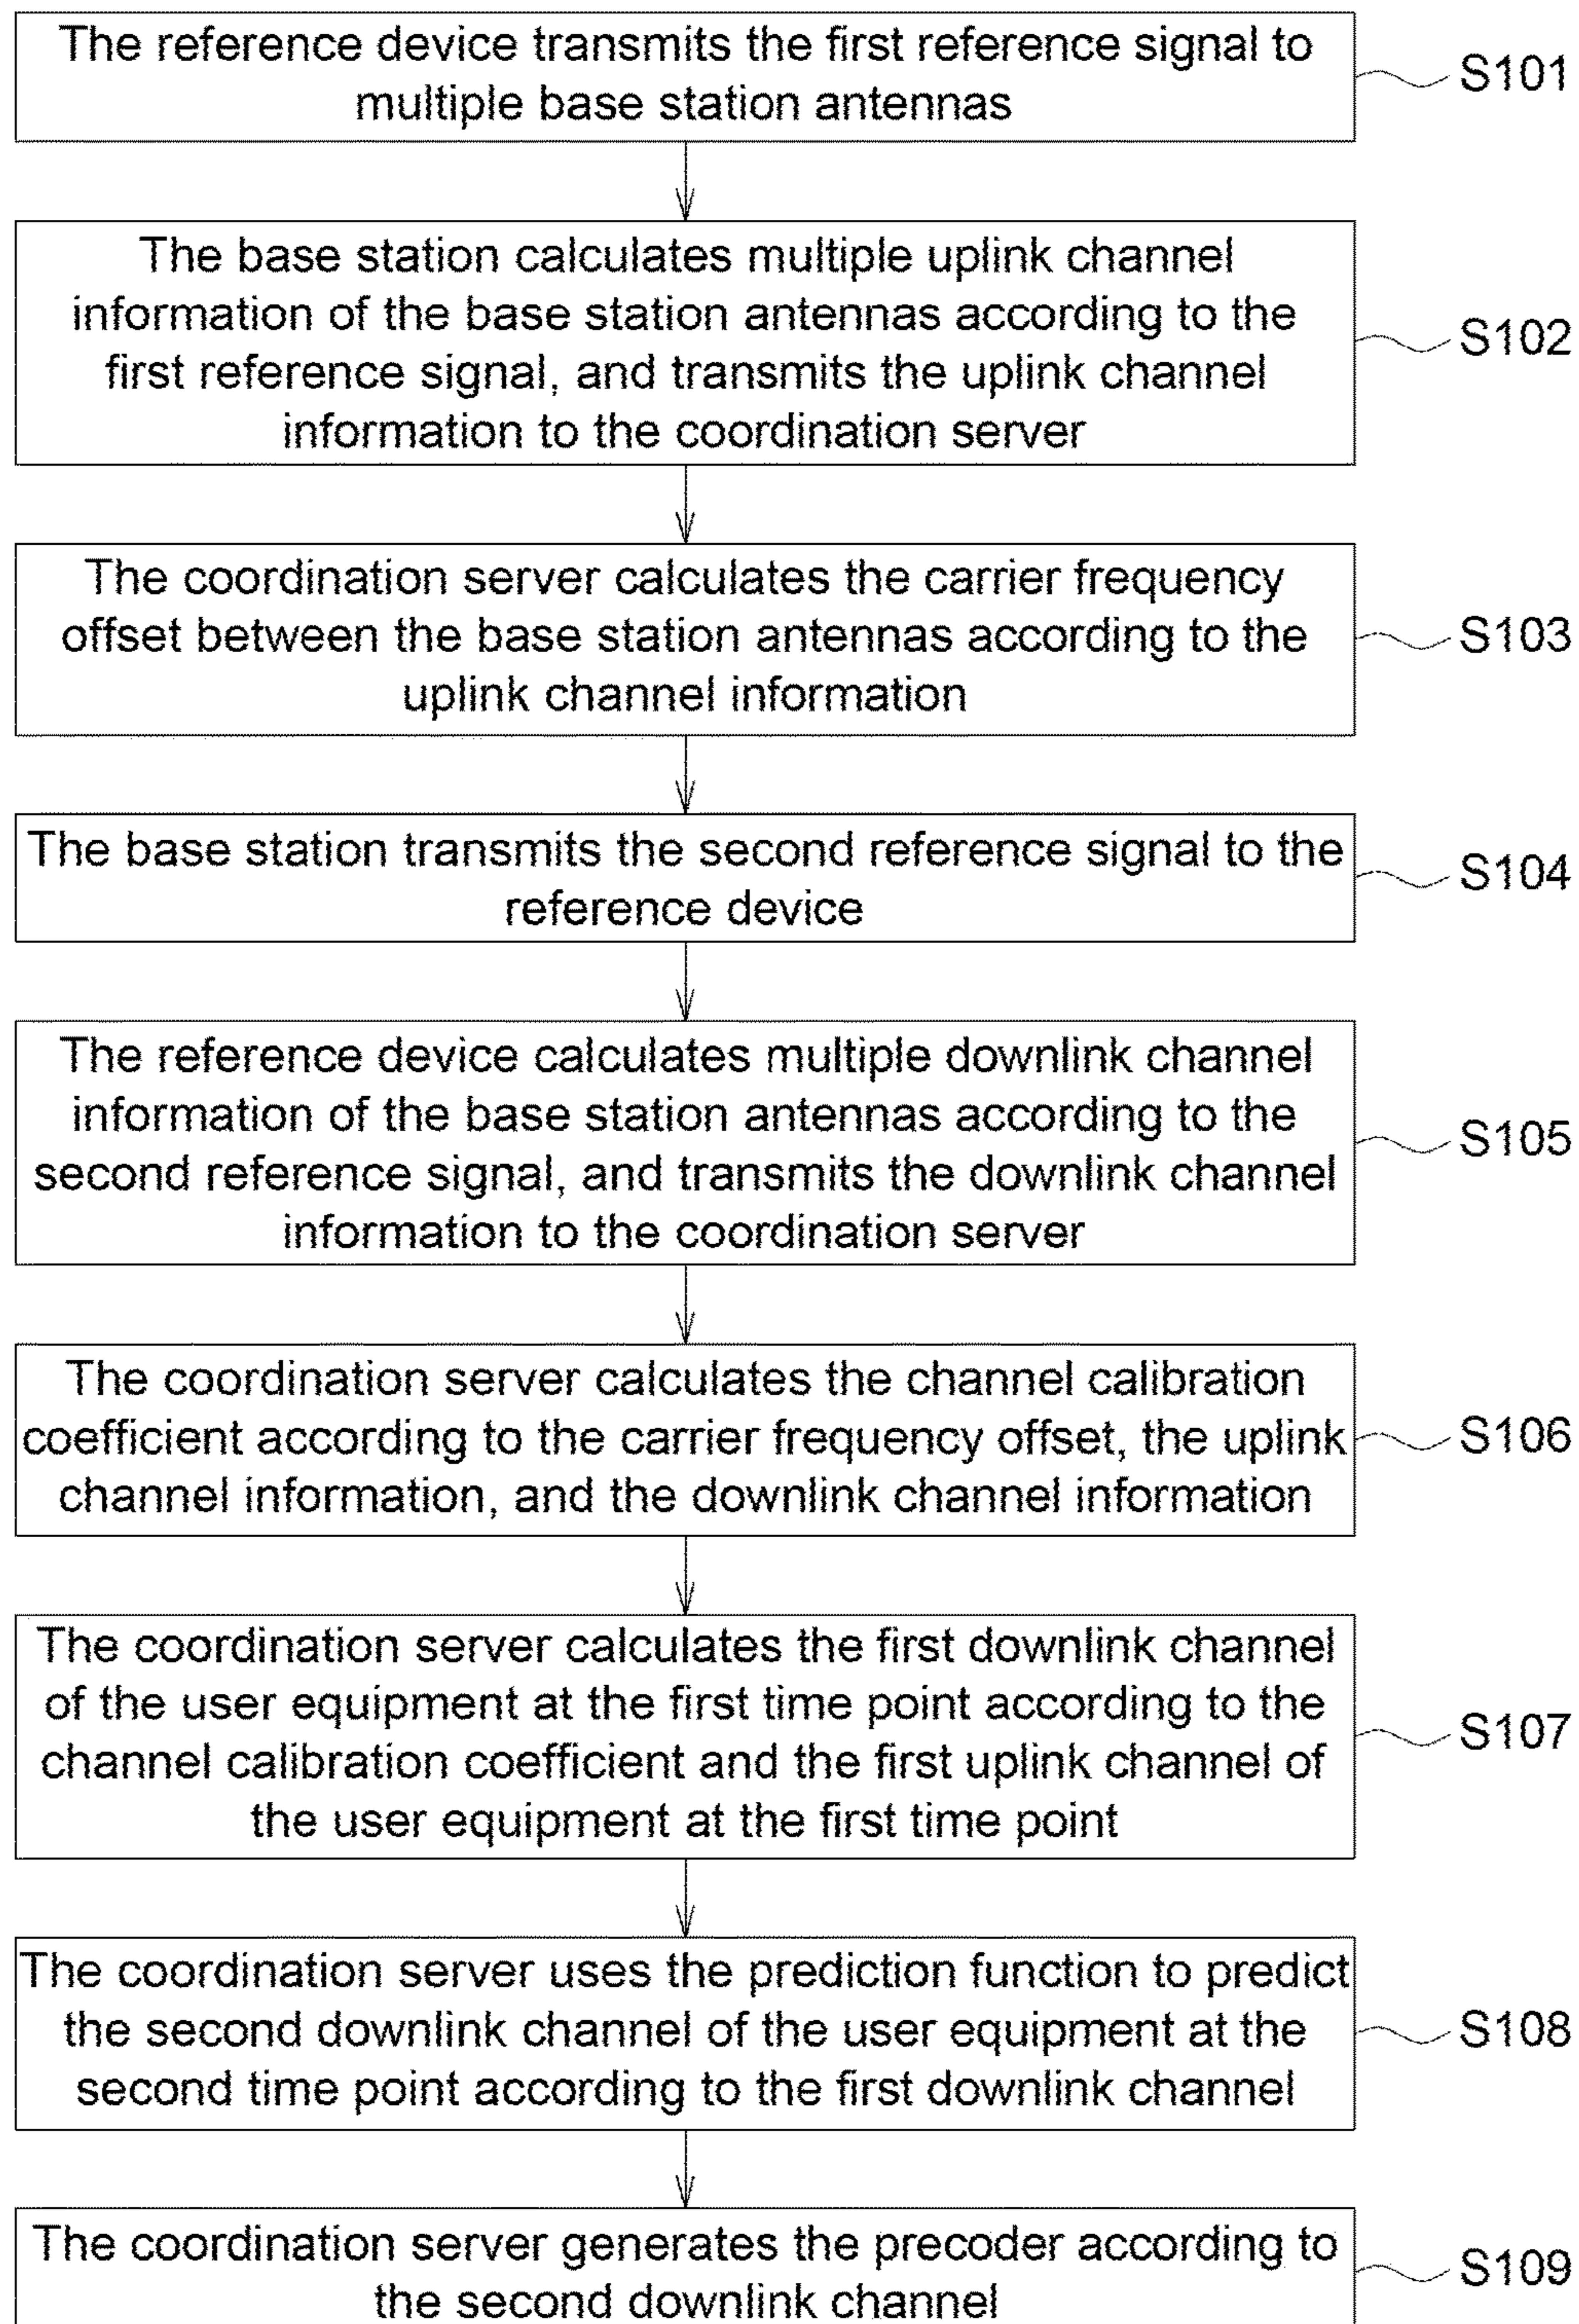 The reference device transmits the first reference signal to
multiple base station antennas
S101
The base station calculates multiple uplink channel
information of the base station antennas according to the
first reference signal, and transmits the uplink channel
information to the coordination server
S102
The coordination server calculates the carrier frequency
offset between the base station antennas according to the
uplink channel information
S103
The base station transmits the second reference signal to the
reference device
S104
The reference device calculates multiple downlink channel
information of the base station antennas according to the
second reference signal, and transmits the downlink channel
information to the coordination server
S105
The coordination server calculates the channel calibration
coefficient according to the carrier frequency offset, the uplink
channel information, and the downlink channel information
S106
The coordination server calculates the first downlink channel
of the user equipment at the first time point according to the
channel calibration coefficient and the first uplink channel of
the user equipment at the first time point
S107
The coordination server uses the prediction function to predict
the second downlink channel of the user equipment at the
second time point according to the first downlink channel
S108
The coordination server generates the precoder according to
the second downlink channel
S109